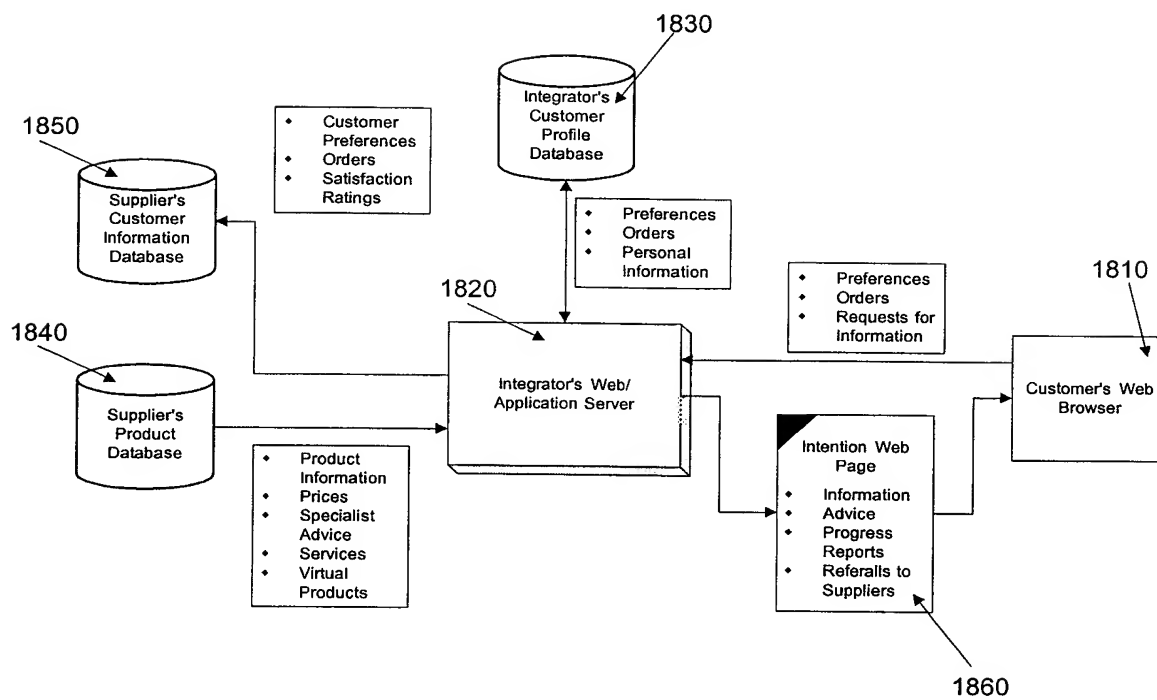 1830
Integrator's
Customer
Profile
Database
1850
Supplier's
Customer
Information
Database
◆ Customer
Preferences
◆ Orders
◆ Satisfaction
Ratings
◆ Preferences
◆ Orders
◆ Personal
Information
1840
Supplier's
Product
Database
1820
Integrator's Web/
Application Server
◆ Preferences
◆ Orders
◆ Requests for
Information
1810
Customer's Web
Browser
◆ Product
Information
◆ Prices
◆ Specialist
Advice
◆ Services
◆ Virtual
Products
Intention Web
Page
◆ Information
◆ Advice
◆ Progress
Reports
◆ Referalls to
Suppliers
1860